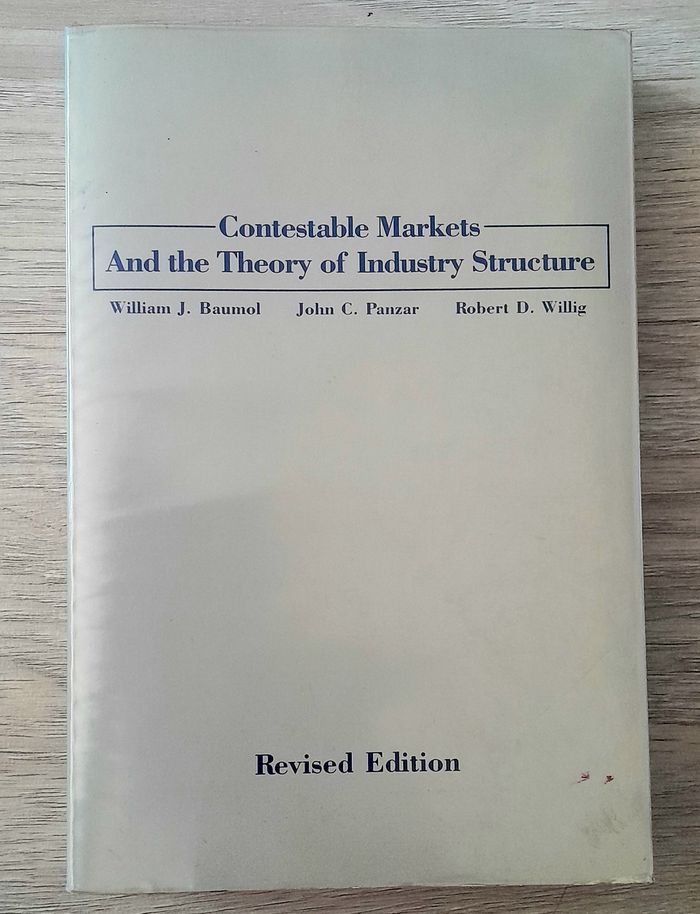 Contestable Markets
And the Theory of Industry Structure
William J. Baumol John C. Panzar Robert D. Willig
Revised Edition